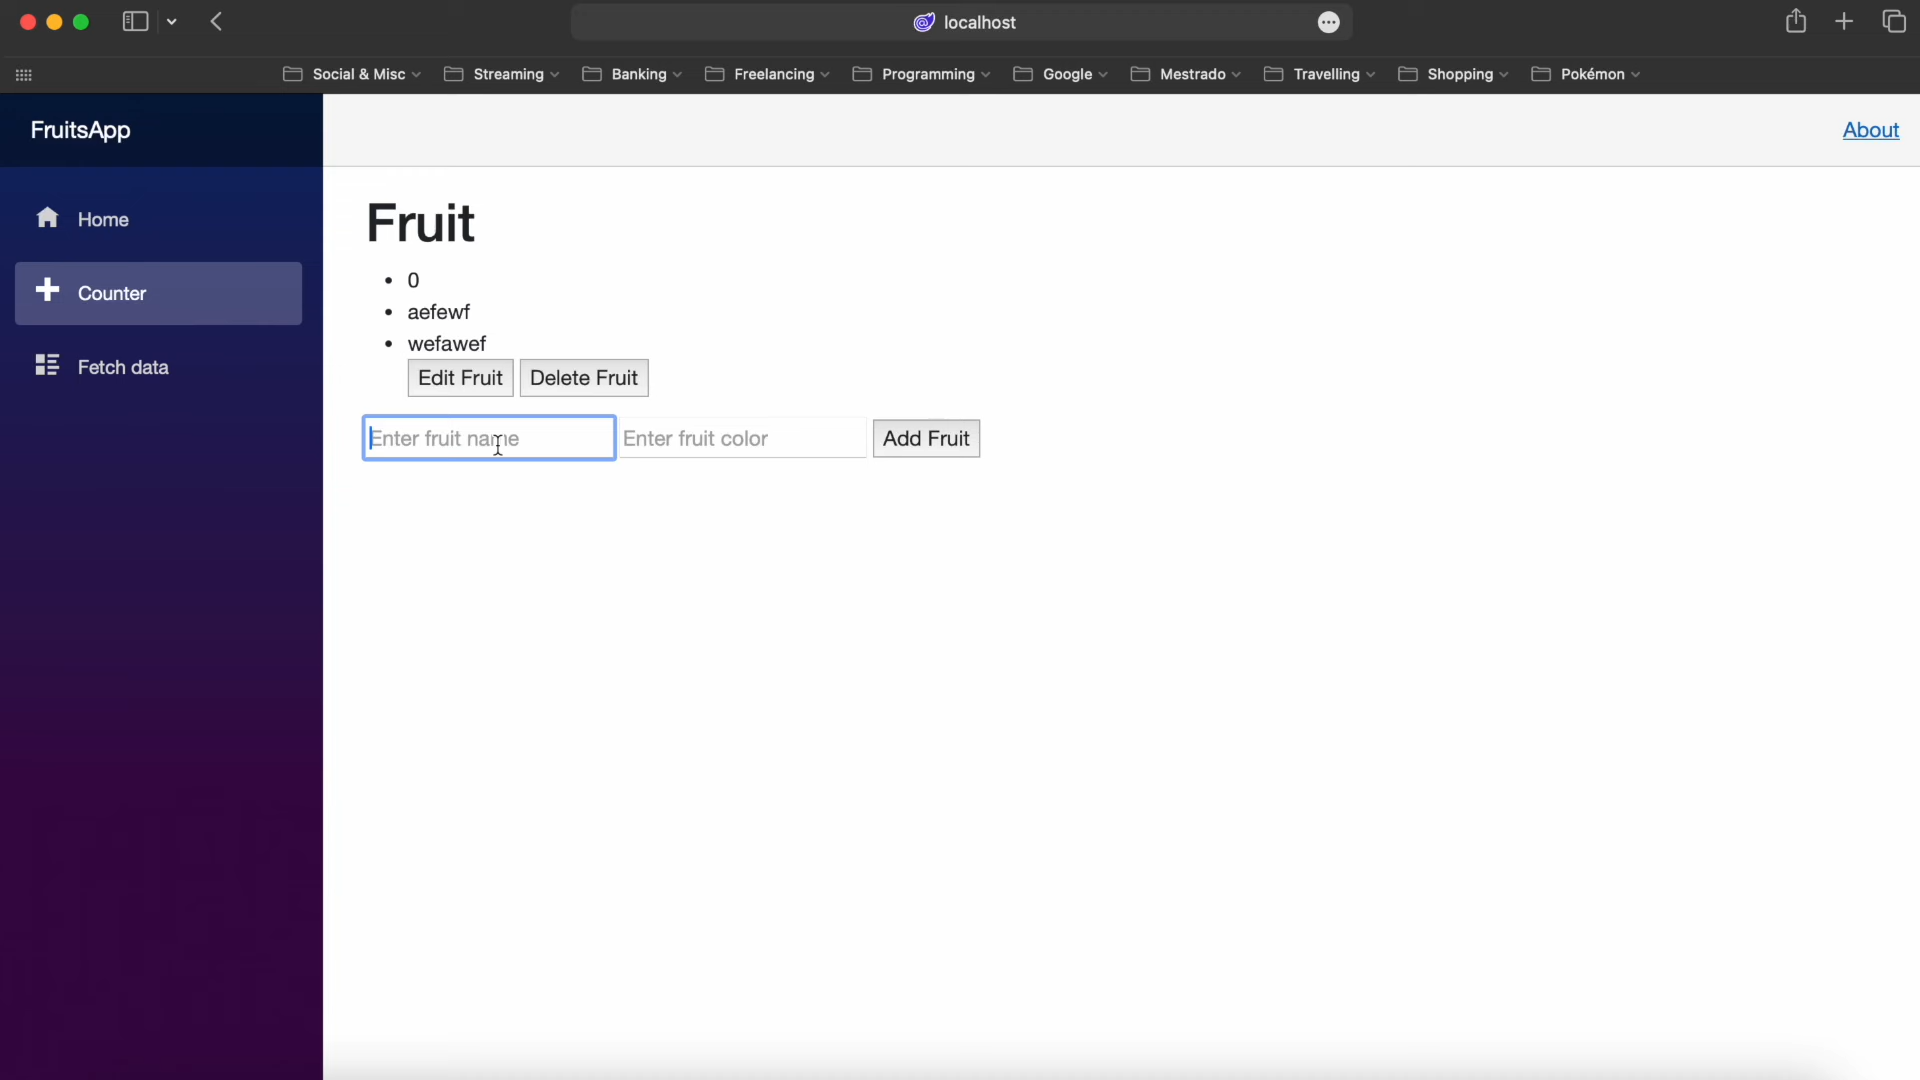 localhost
Social & Misc Streaming Banking Freelancing Programming Google Mestrado Travelling Shopping Pokémon
FruitsApp
About
Home
Counter
Fetch data
Fruit
0
aefewf
wefawef
Edit Fruit Delete Fruit
Enter fruit name Enter fruit color Add Fruit